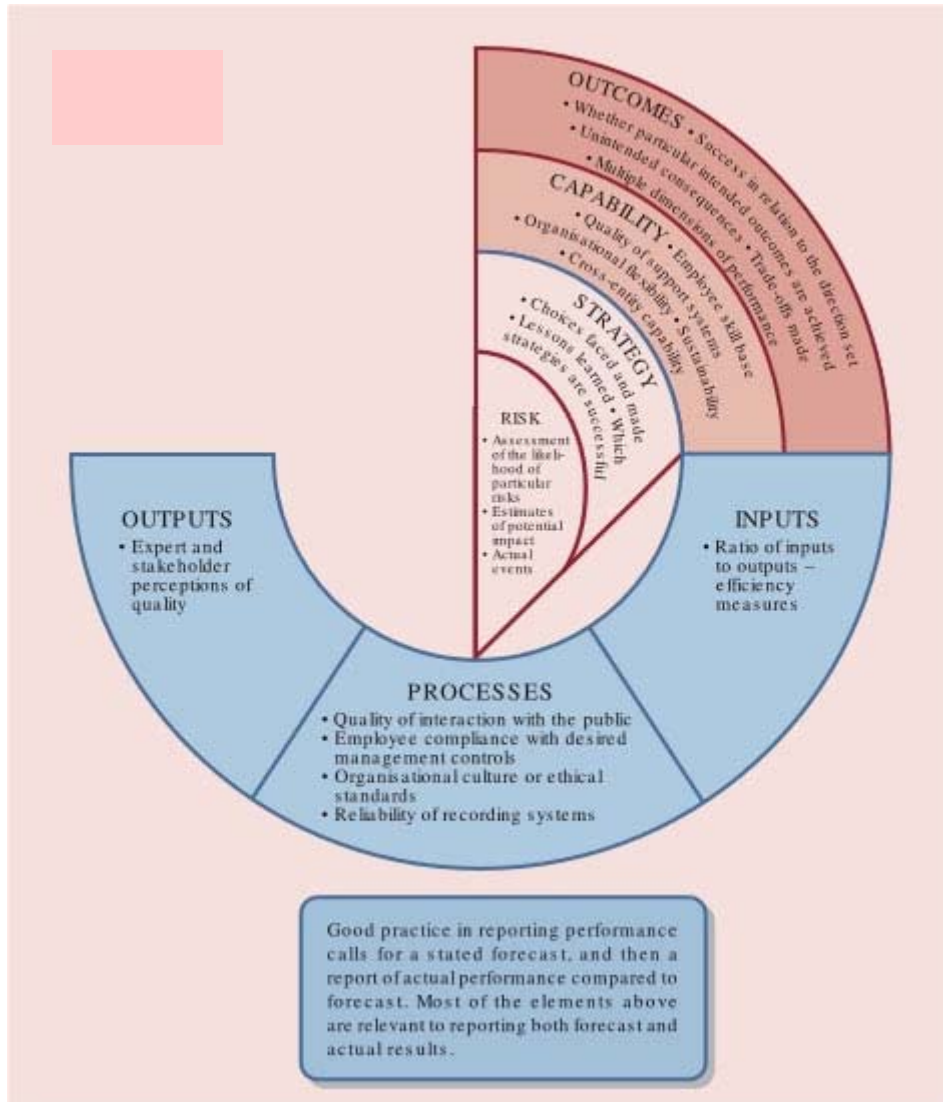 OUTCOMES • Success in relation to the direction set
• Whether particular intended outcomes are achieved
• Unintended consequences • Trade-offs made
• Multiple dimensions of performance
CAPABILITY • Employee skill base
• Quality of support systems
• Organisational flexibility • Sustainability
• Cross-entity capability
STRATEGY
• Choices faced and made
• Lessons learned • Which
strategies are successful
RISK
• Assessment
of the likeli-
hood of
particular
risks
• Estimates
of potential
impact
• Actual
events
OUTPUTS
• Expert and
stakeholder
perceptions of
quality
INPUTS
• Ratio of inputs
to outputs –
efficiency
measures
PROCESSES
• Quality of interaction with the public
• Employee compliance with desired
management controls
• Organisational culture or ethical
standards
• Reliability of recording systems
Good practice in reporting performance
calls for a stated forecast, and then a
report of actual performance compared to
forecast. Most of the elements above
are relevant to reporting both forecast and
actual results.